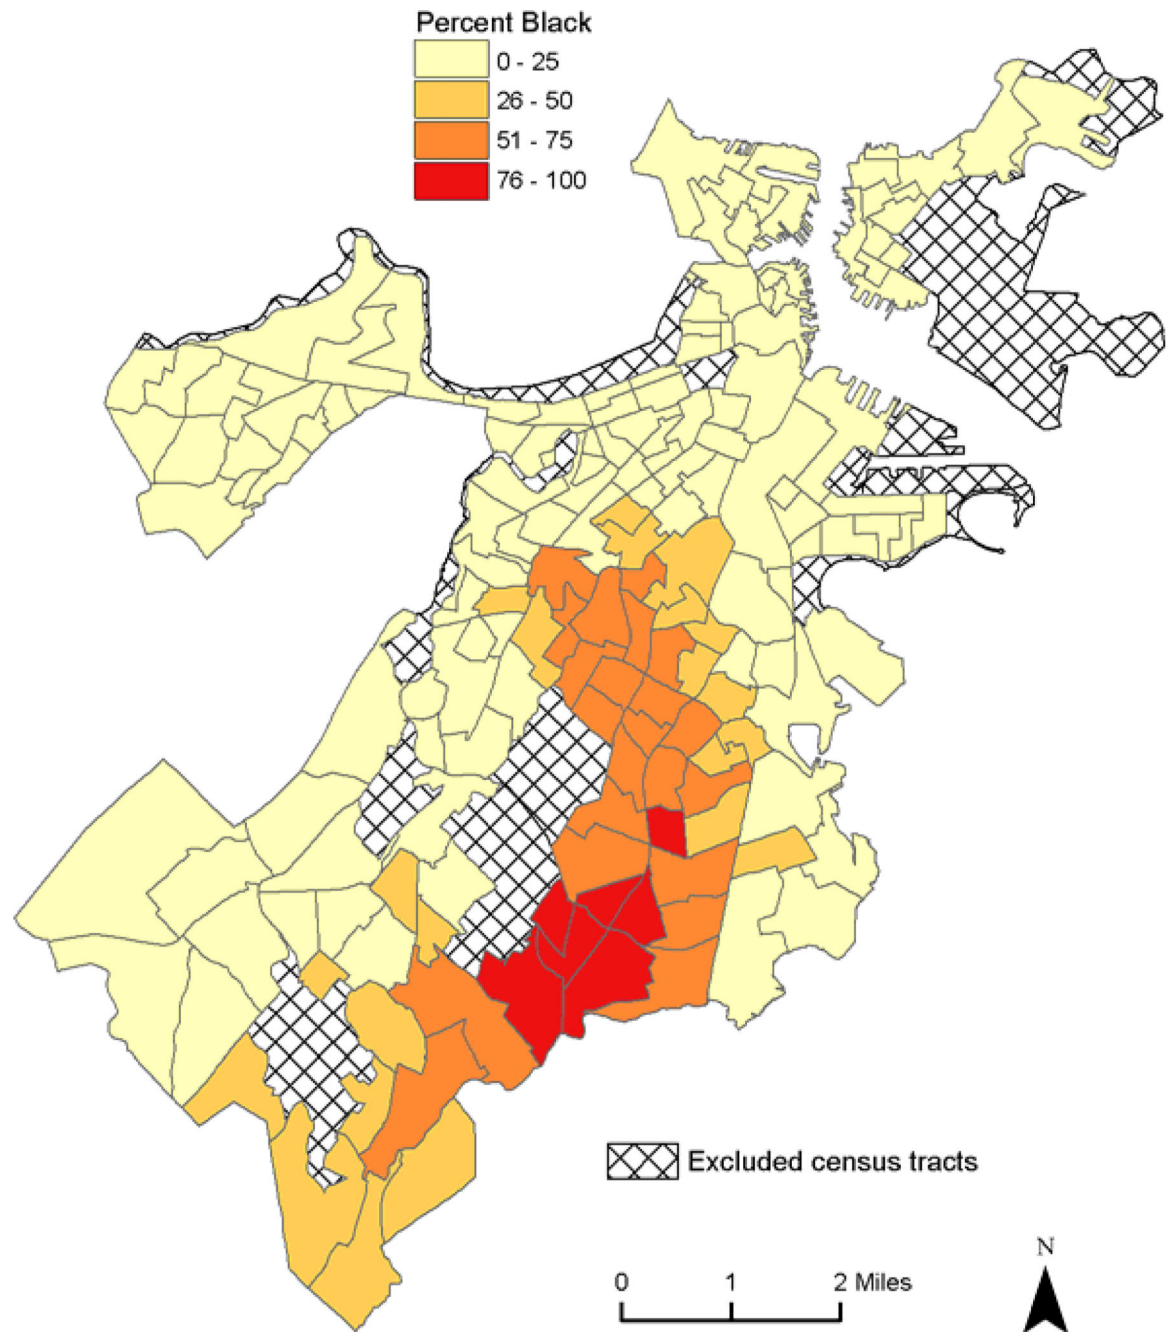 Percent Black
0 - 25
26 - 50
51 - 75
76 - 100
Excluded census tracts
0 1 2 Miles
N